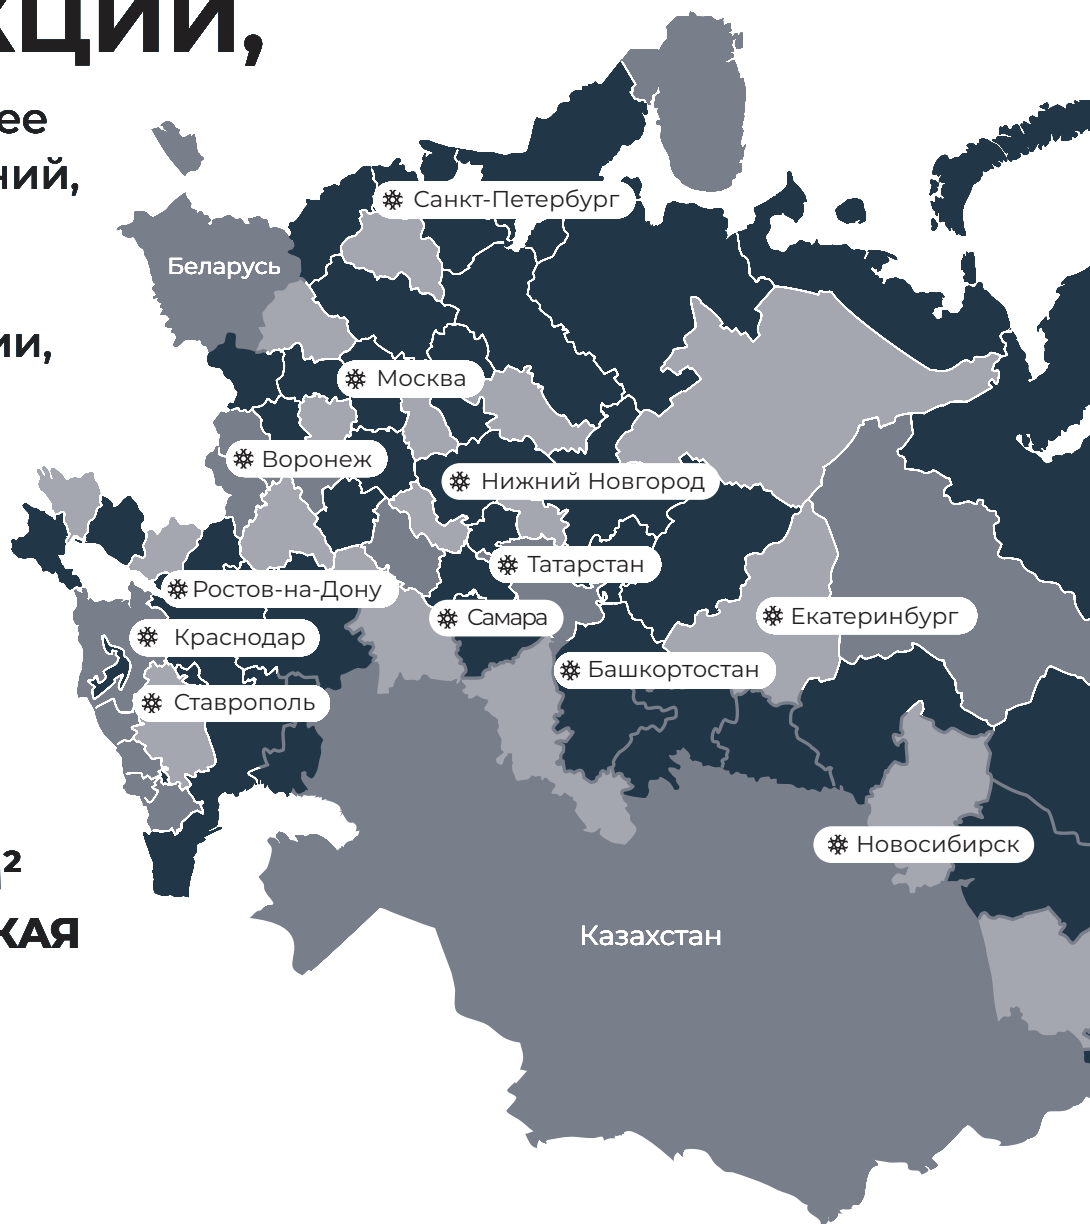 ции,
ее
ний,
Санкт-Петербург
Беларусь
ии,
Москва
Воронеж
Нижний Новгород
Татарстан
Ростов-на-Дону
Самара
Екатеринбург
Краснодар
Башкортостан
Ставрополь
Новосибирск
2
КАЯ
Казахстан